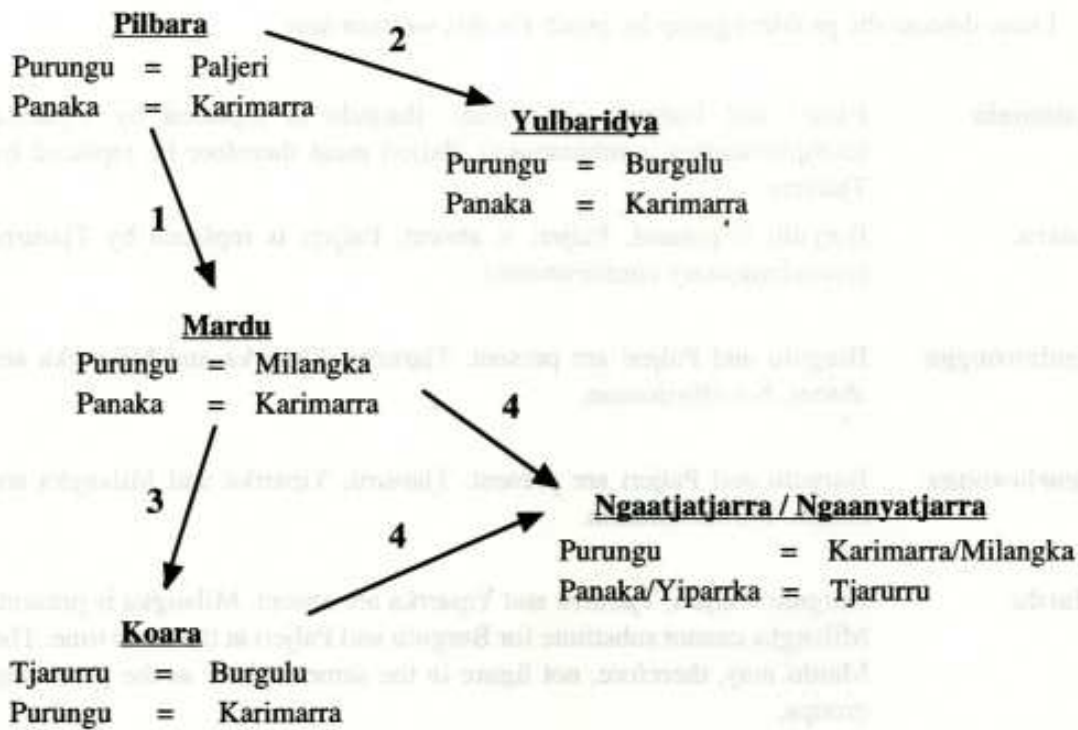 Pilbara
Purungu = Paljeri
Panaka = Karimarra
2
Yulbaridya
Purungu = Burgulu
Panaka = Karimarra
1
Mardu
Purungu = Milangka
Panaka = Karimarra
4
3
Ngaatjatjarra / Ngaanyatjarra
Purungu = Karimarra/Milangka
Panaka/Yiparrka = Tjarurru
4
Koara
Tjarurru = Burgulu
Purungu = Karimarra